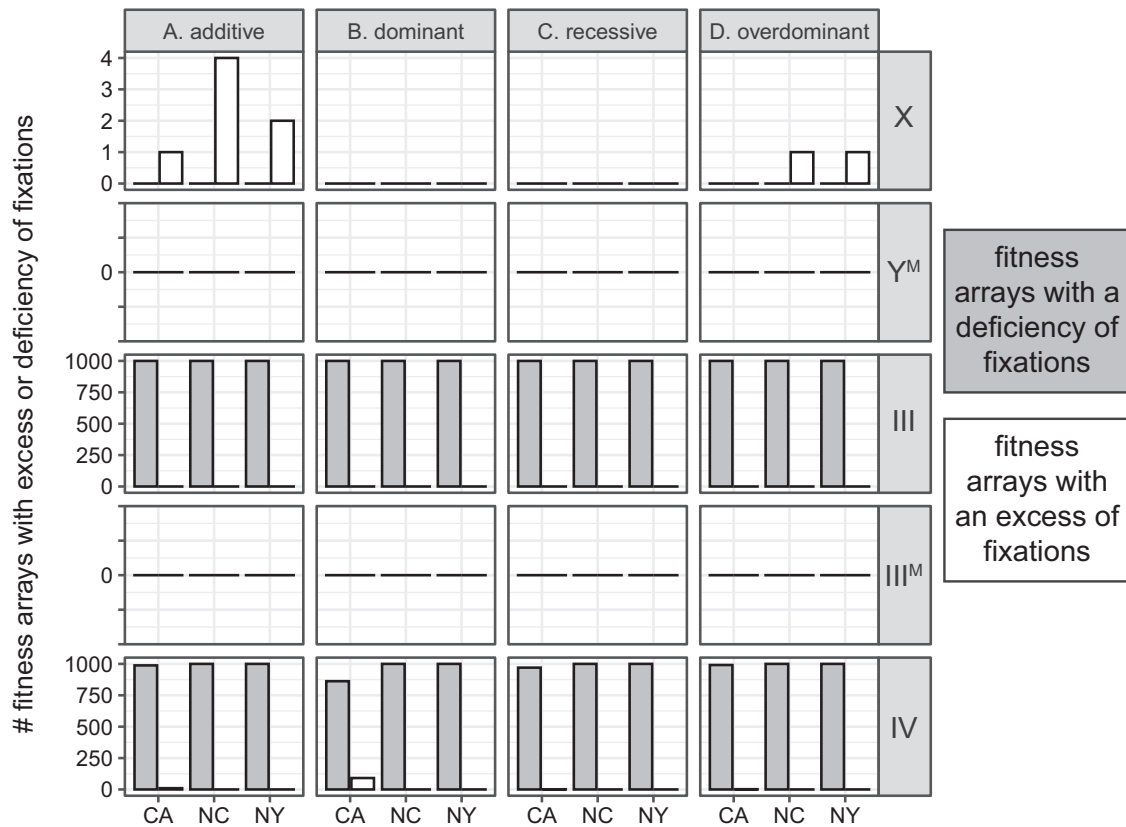 A. additive B. dominant C. recessive D. overdominant
# fitness arrays with excess or deficiency of fixations
4
3
2
1
0
X
0
Yᴹ
1000
750
500
250
0
III
0
IIIᴹ
1000
750
500
250
0
IV
CA NC NY CA NC NY CA NC NY CA NC NY
fitness
arrays with a
deficiency of
fixations
fitness
arrays with
an excess of
fixations